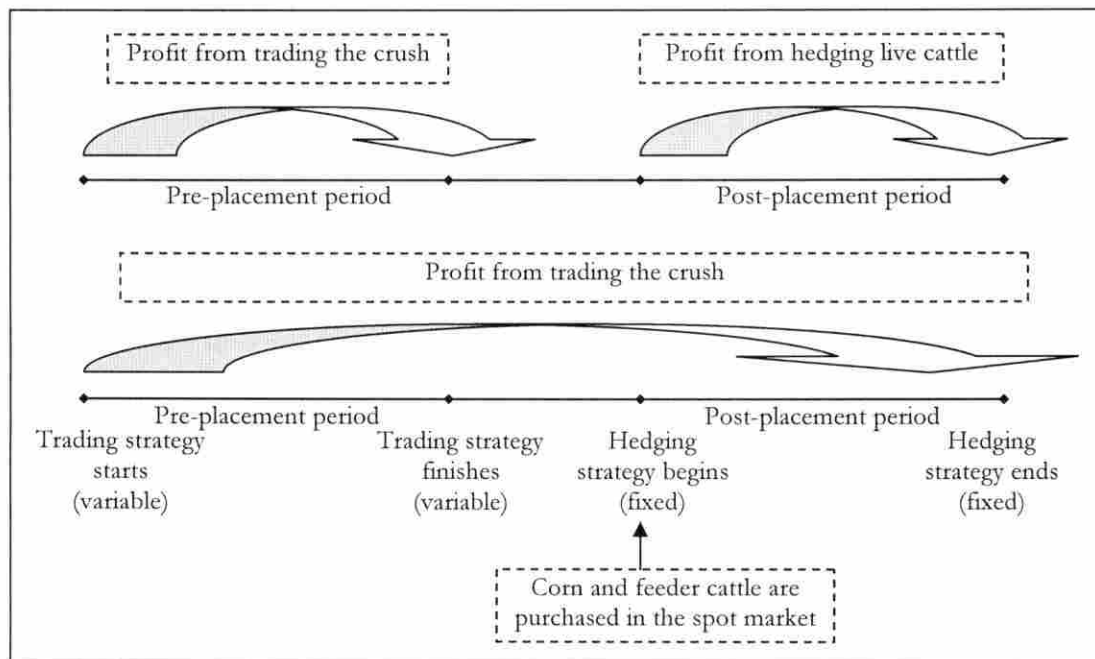 Profit from trading the crush
Profit from hedging live cattle
Pre-placement period
Post-placement period
Profit from trading the crush
Pre-placement period
Post-placement period
Trading strategy
starts
(variable)
Trading strategy
finishes
(variable)
Hedging
strategy begins
(fixed)
Hedging
strategy ends
(fixed)
Corn and feeder cattle are
purchased in the spot market